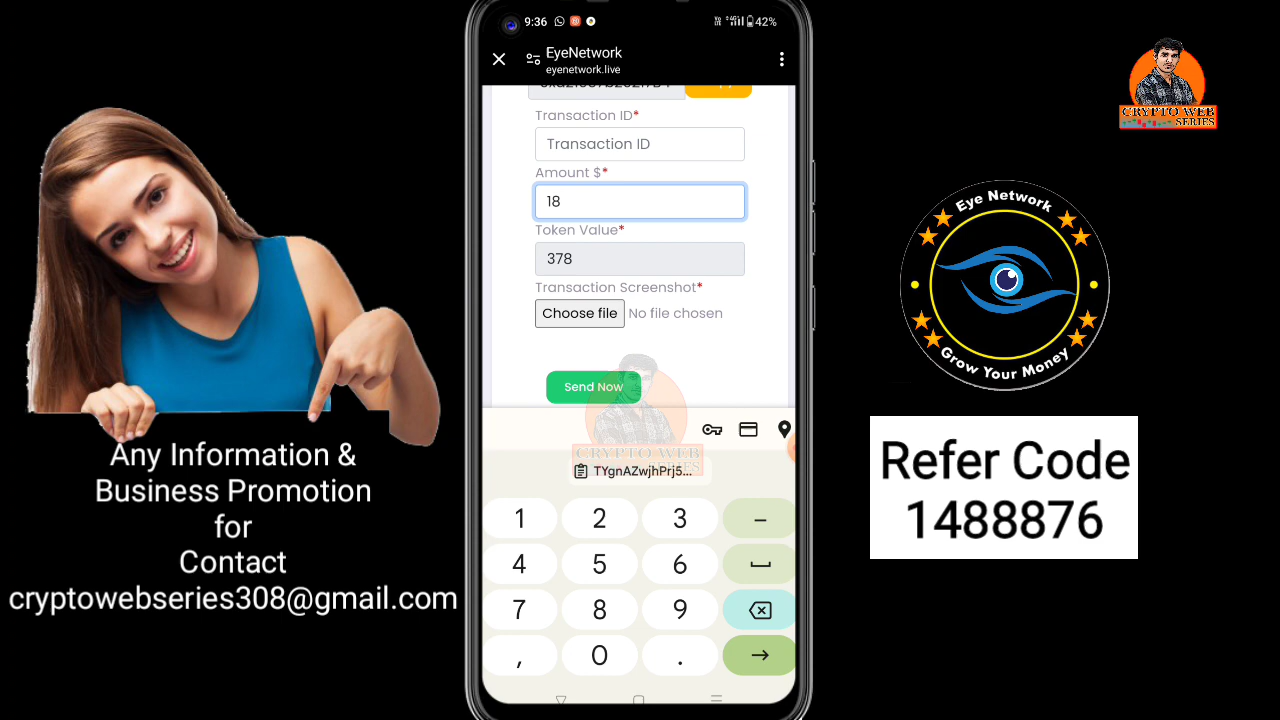 9:36
42%
EyeNetwork
eyenetwork.live
Transaction ID*
Transaction ID
Amount $*
18
Token Value*
378
Transaction Screenshot*
Choose file No file chosen
Send Now
CRYPTO WEB
SERIES
TYgnAZwjhPrj5...
1 2 3 –
4 5 6
7 8 9
, 0 .
Any Information &
Business Promotion
for
Contact
cryptowebseries308@gmail.com
CRYPTO WEB
SERIES
Eye Network
Grow Your Money
Refer Code
1488876